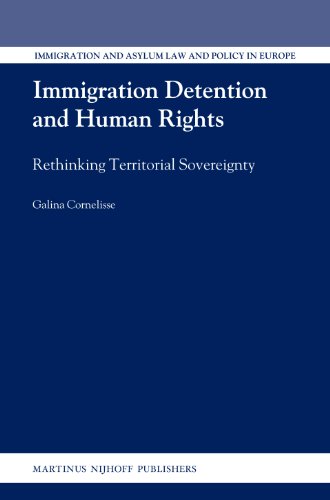 IMMIGRATION AND ASYLUM LAW AND POLICY IN EUROPE
Immigration Detention
and Human Rights
Rethinking Territorial Sovereignty
Galina Cornelisse
MARTINUS NIJHOFF PUBLISHERS